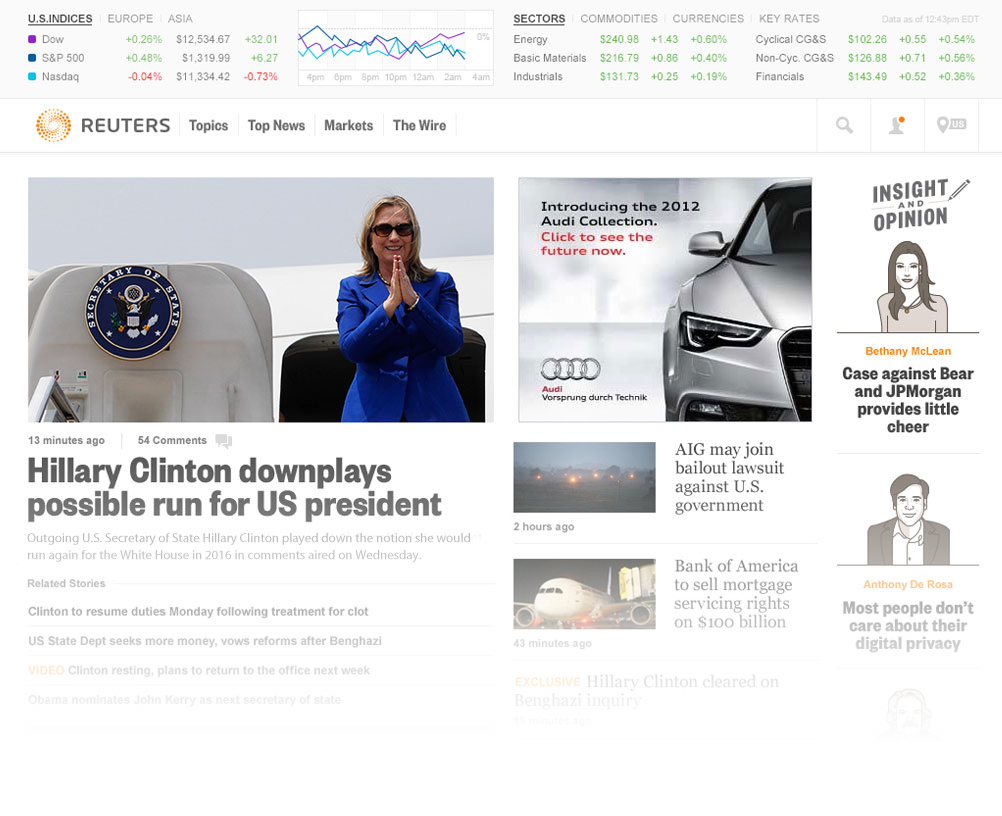 U.S.INDICES EUROPE ASIA
Dow +0.26% $12,534.67 +32.01
S&P 500 +0.48% $1,319.99 +6.27
Nasdaq -0.04% $11,334.42 -0.73%
0%
4pm 6pm 8pm 10pm 12am 2am 4am
SECTORS COMMODITIES CURRENCIES KEY RATES
Data as of 12:43pm EDT
Energy $240.98 +1.43 +0.60%
Basic Materials $216.79 +0.86 +0.40%
Industrials $131.73 +0.25 +0.19%
Cyclical CG&S $102.26 +0.55 +0.54%
Non-Cyc. CG&S $126.88 +0.71 +0.56%
Financials $143.49 +0.52 +0.36%
REUTERS Topics Top News Markets The Wire
US
SECRETARY OF STATE
13 minutes ago 54 Comments
Hillary Clinton downplays
possible run for US president
Outgoing U.S. Secretary of State Hillary Clinton played down the notion she would
run again for the White House in 2016 in comments aired on Wednesday.
Related Stories
Clinton to resume duties Monday following treatment for clot
US State Dept seeks more money, vows reforms after Benghazi
VIDEO Clinton resting, plans to return to the office next week
Obama nominates John Kerry as next secretary of state
Introducing the 2012
Audi Collection.
Click to see the
future now.
Audi
Vorsprung durch Technik
AIG may join
bailout lawsuit
against U.S.
government
2 hours ago
Bank of America
to sell mortgage
servicing rights
on $100 billion
43 minutes ago
EXCLUSIVE Hillary Clinton cleared on
Benghazi inquiry
minutes ago
INSIGHT
AND
OPINION
Bethany McLean
Case against Bear
and JPMorgan
provides little
cheer
Anthony De Rosa
Most people don't
care about their
digital privacy